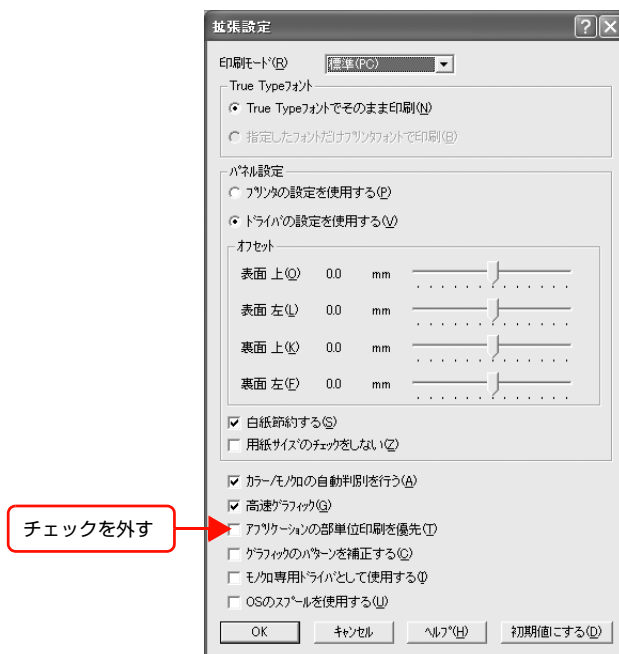 拡張設定
印刷ﾓｰﾄﾞ(R) 標準(PC)
True Typeﾌｫﾝﾄ
True Typeﾌｫﾝﾄでそのまま印刷(N)
指定したﾌｫﾝﾄだけﾌﾟﾘﾝﾀﾌｫﾝﾄで印刷(B)
ﾊﾟﾈﾙ設定
ﾌﾟﾘﾝﾀの設定を使用する(P)
ﾄﾞﾗｲﾊﾞの設定を使用する(V)
ｵﾌｾｯﾄ
表面 上(O) 0.0 mm
表面 左(L) 0.0 mm
裏面 上(K) 0.0 mm
裏面 左(F) 0.0 mm
白紙節約する(S)
用紙ｻｲｽﾞのﾁｪｯｸをしない(Z)
ｶﾗｰ/ﾓﾉｸﾛの自動判別を行う(A)
高速ｸﾞﾗﾌｨｯｸ(G)
チェックを外す ｱﾌﾟﾘｹｰｼｮﾝの部単位印刷を優先(T)
ｸﾞﾗﾌｨｯｸのﾊﾟﾀｰﾝを補正する(C)
ﾓﾉｸﾛ専用ﾄﾞﾗｲﾊﾞとして使用する(I)
OSのｽﾌﾟｰﾙを使用する(U)
OK ｷｬﾝｾﾙ ﾍﾙﾌﾟ(H) 初期値にする(D)